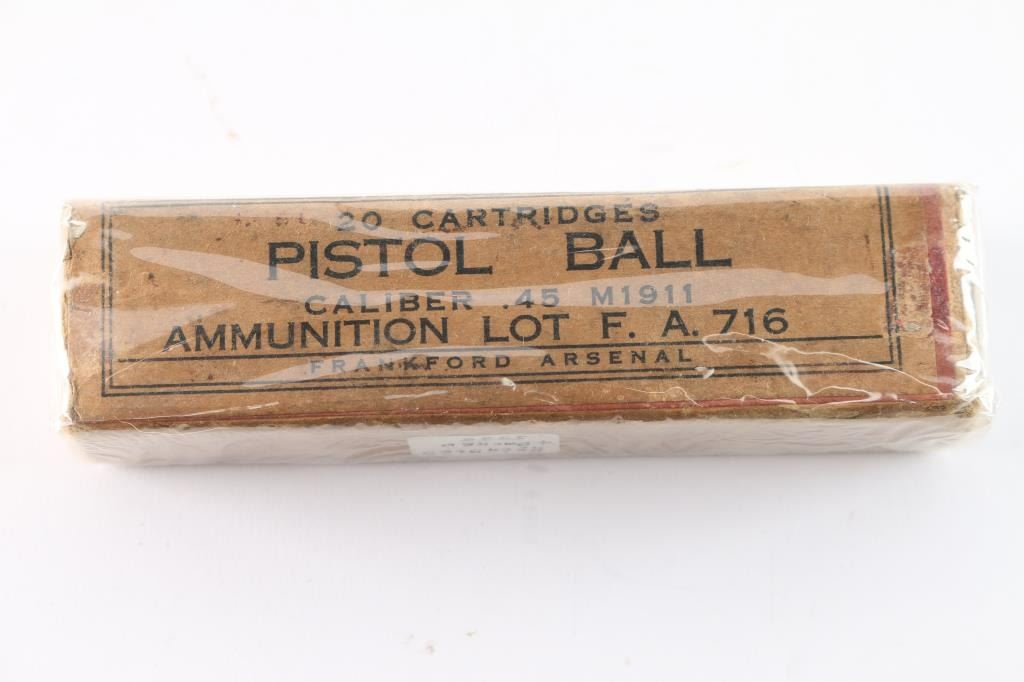 20 CARTRIDGES
PISTOL BALL
CALIBER .45 M1911
AMMUNITION LOT F. A. 716
FRANKFORD ARSENAL